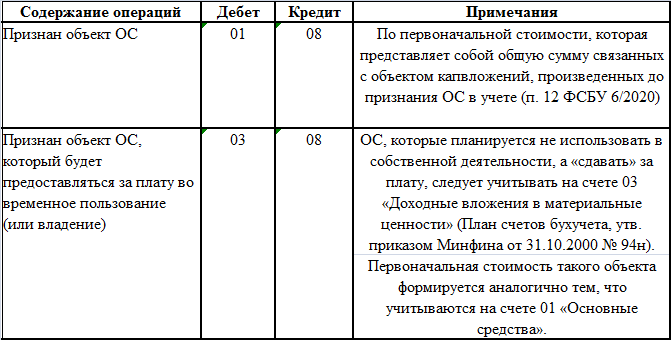 Содержание операций Дебет Кредит Примечания
Признан объект ОС 01 08 По первоначальной стоимости, которая
представляет собой общую сумму связанных
с объектом капвложений, произведенных до
признания ОС в учете (п. 12 ФСБУ 6/2020)
Признан объект ОС, 03 08 ОС, которые планируется не использовать в
который будет собственной деятельности, а «сдавать» за
предоставляться за плату во плату, следует учитывать на счете 03
временное пользование «Доходные вложения в материальные
(или владение) ценности» (План счетов бухучета, утв.
приказом Минфина от 31.10.2000 № 94н).
Первоначальная стоимость такого объекта
формируется аналогично тем, что
учитываются на счете 01 «Основные
средства».